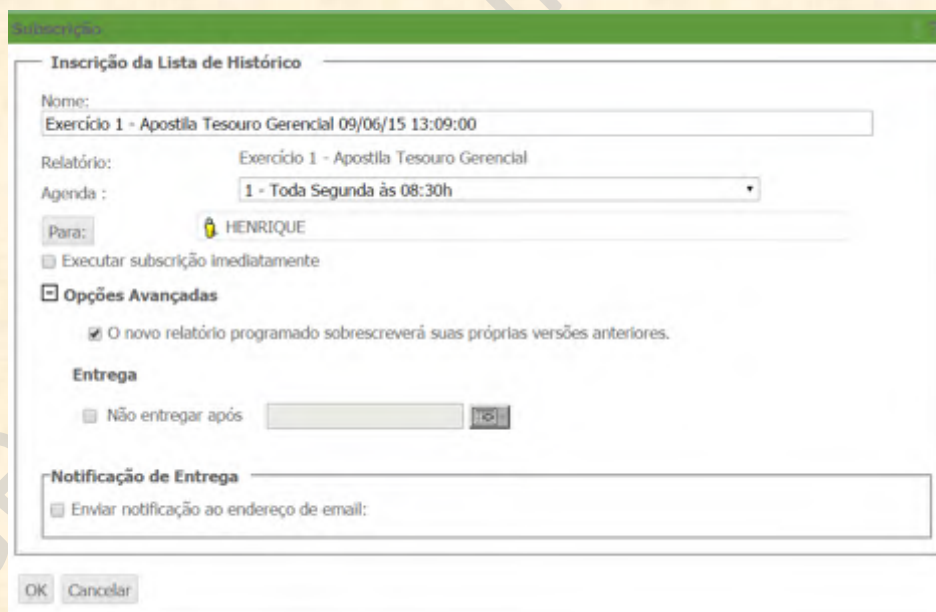 Subscrição
Inscrição da Lista de Histórico
Nome:
Exercício 1 - Apostila Tesouro Gerencial 09/06/15 13:09:00
Relatório: Exercício 1 - Apostila Tesouro Gerencial
Agenda : 1 - Toda Segunda às 08:30h
Para: HENRIQUE
Executar subscrição imediatamente
Opções Avançadas
O novo relatório programado sobrescreverá suas próprias versões anteriores.
Entrega
Não entregar após
Notificação de Entrega
Enviar notificação ao endereço de email:
OK Cancelar